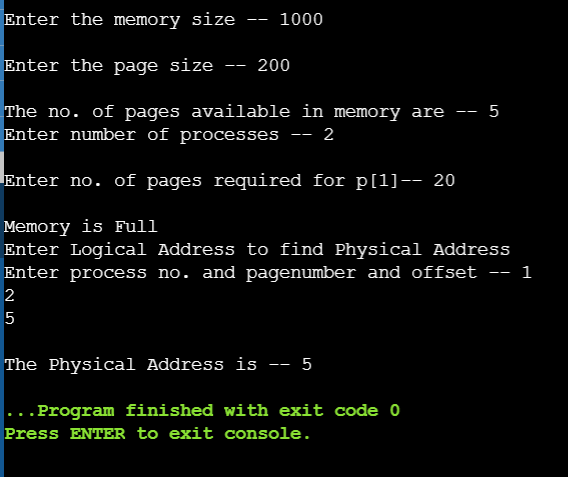 Enter the memory size -- 1000
Enter the page size -- 200
The no. of pages available in memory are -- 5
Enter number of processes -- 2
Enter no. of pages required for p[1]-- 20
Memory is Full
Enter Logical Address to find Physical Address
Enter process no. and pagenumber and offset -- 1
2
5
The Physical Address is -- 5
...Program finished with exit code 0
Press ENTER to exit console.